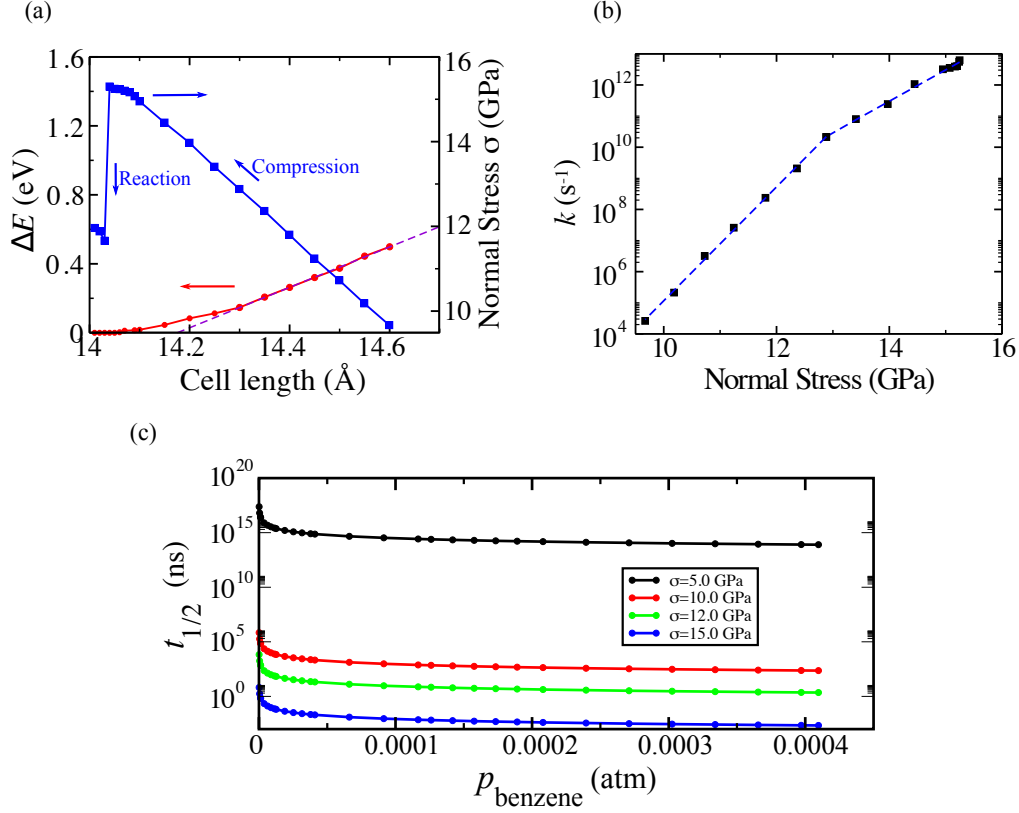 (a)
1.6
1.2
0.8
0.4
0
ΔE (eV)
16
14
12
10
Normal Stress σ (GPa)
Reaction
Compression
14
14.2
14.4
14.6
Cell length (Å)
(b)
10^12
10^10
10^8
10^6
10^4
k (s^-1)
10
12
14
16
Normal Stress (GPa)
(c)
10^20
10^15
10^10
10^5
10^0
t_1/2 (ns)
σ=5.0 GPa
σ=10.0 GPa
σ=12.0 GPa
σ=15.0 GPa
0
0.0001
0.0002
0.0003
0.0004
p_benzene (atm)